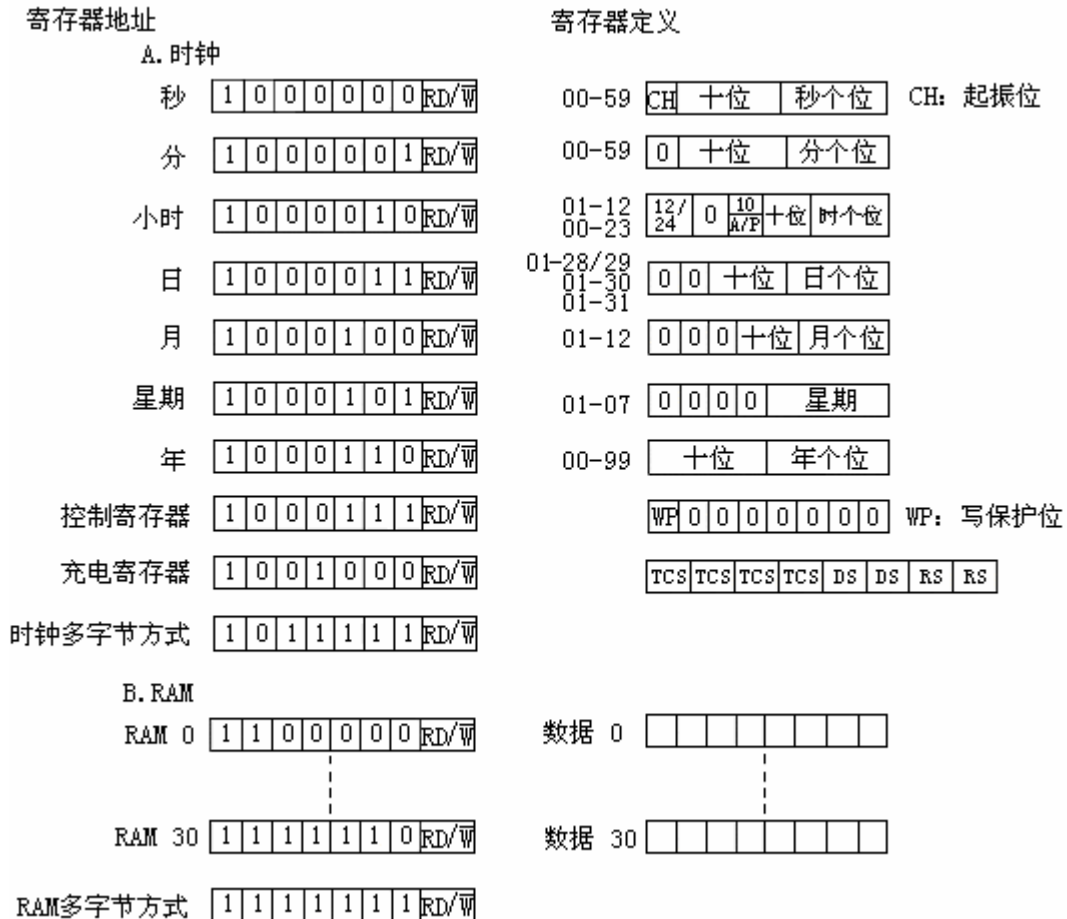 寄存器地址 寄存器定义
A.时钟
秒 1 0 0 0 0 0 0 RD/W̅ 00-59 CH 十位 秒个位 CH：起振位
分 1 0 0 0 0 0 1 RD/W̅ 00-59 0 十位 分个位
小时 1 0 0 0 0 1 0 RD/W̅ 01-12 00-23 12/24 0 10 A/P 十位 时个位
日 1 0 0 0 0 1 1 RD/W̅ 01-28/29 01-30 01-31 0 0 十位 日个位
月 1 0 0 0 1 0 0 RD/W̅ 01-12 0 0 0 十位 月个位
星期 1 0 0 0 1 0 1 RD/W̅ 01-07 0 0 0 0 星期
年 1 0 0 0 1 1 0 RD/W̅ 00-99 十位 年个位
控制寄存器 1 0 0 0 1 1 1 RD/W̅ WP 0 0 0 0 0 0 0 WP：写保护位
充电寄存器 1 0 0 1 0 0 0 RD/W̅ TCS TCS TCS TCS DS DS RS RS
时钟多字节方式 1 0 1 1 1 1 1 RD/W̅
B.RAM
RAM 0 1 1 0 0 0 0 0 RD/W̅ 数据 0
RAM 30 1 1 1 1 1 1 0 RD/W̅ 数据 30
RAM多字节方式 1 1 1 1 1 1 1 RD/W̅